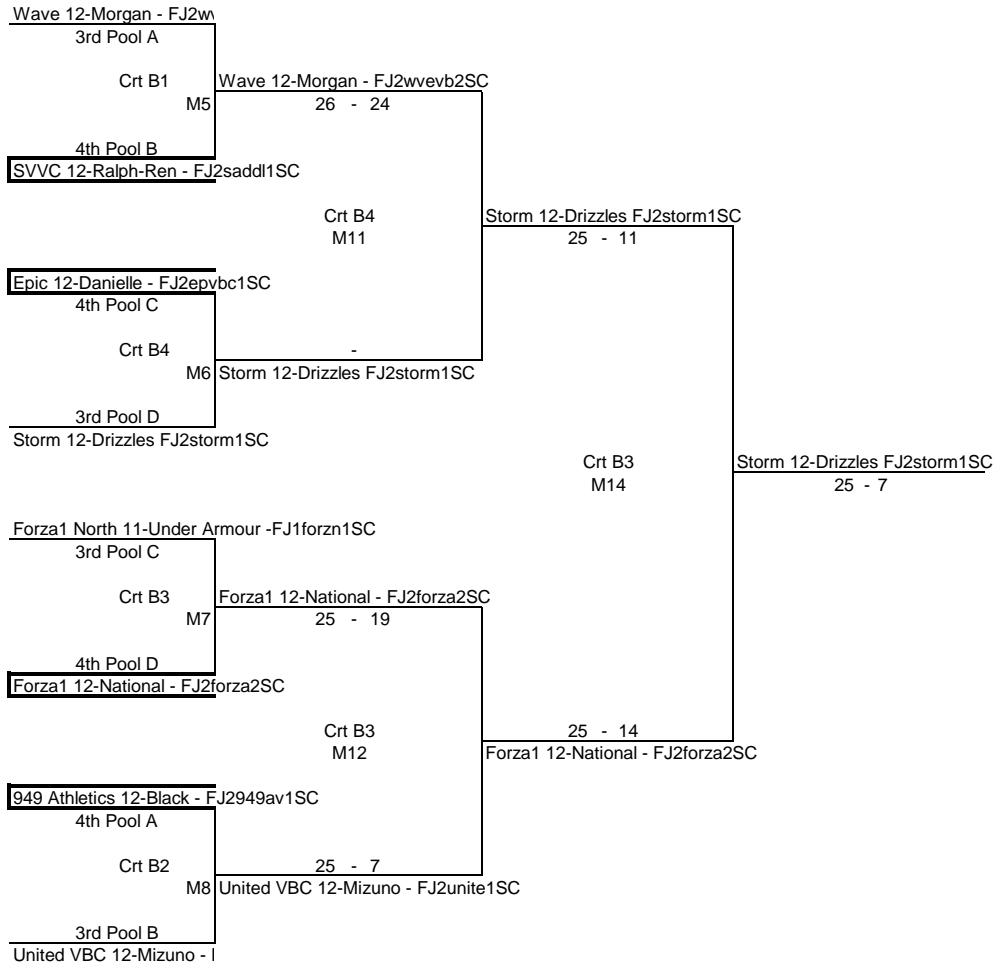 Wave 12-Morgan - FJ2w
3rd Pool A
Crt B1
Wave 12-Morgan - FJ2wvevb2SC
M5
26 - 24
4th Pool B
SVVC 12-Ralph-Ren - FJ2saddl1SC
Crt B4
Storm 12-Drizzles FJ2storm1SC
M11
25 - 11
Epic 12-Danielle - FJ2epvbc1SC
4th Pool C
Crt B4
-
M6
Storm 12-Drizzles FJ2storm1SC
3rd Pool D
Storm 12-Drizzles FJ2storm1SC
Crt B3
Storm 12-Drizzles FJ2storm1SC
M14
25 - 7
Forza1 North 11-Under Armour -FJ1forzn1SC
3rd Pool C
Crt B3
Forza1 12-National - FJ2forza2SC
M7
25 - 19
4th Pool D
Forza1 12-National - FJ2forza2SC
Crt B3
25 - 14
M12
Forza1 12-National - FJ2forza2SC
949 Athletics 12-Black - FJ2949av1SC
4th Pool A
Crt B2
25 - 7
M8
United VBC 12-Mizuno - FJ2unite1SC
3rd Pool B
United VBC 12-Mizuno -